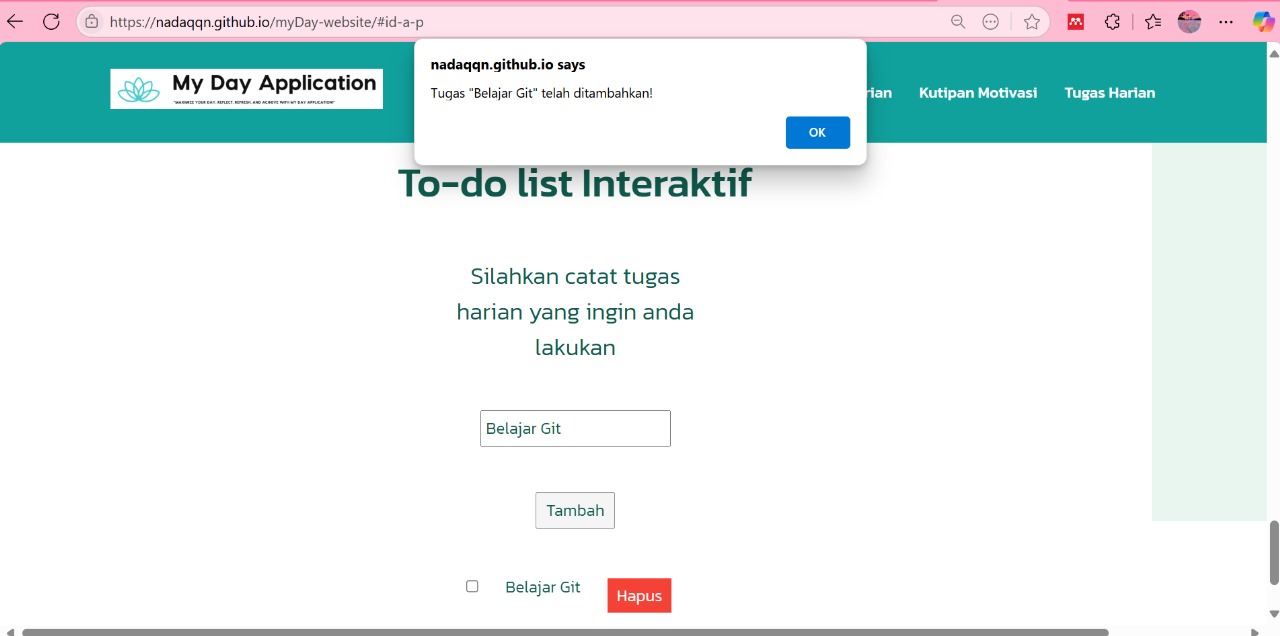 https://nadaqqn.github.io/myDay-website/#id-a-p
nadaqqn.github.io says
Tugas "Belajar Git" telah ditambahkan!
OK
My Day Application
"MAXIMIZE YOUR DAY, REFLECT, REFRESH, AND ACHIEVE WITH MY DAY APPLICATION!"
rian
Kutipan Motivasi
Tugas Harian
To-do list Interaktif
Silahkan catat tugas
harian yang ingin anda
lakukan
Belajar Git
Tambah
Belajar Git
Hapus